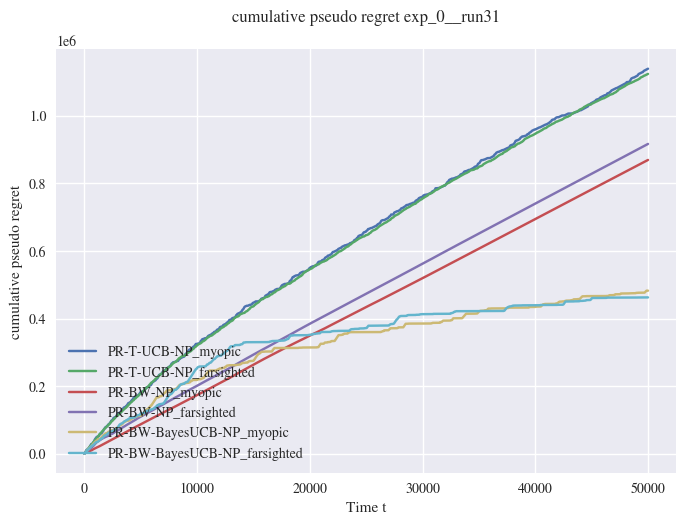 cumulative pseudo regret exp_0__run31
1e6
1.0
0.8
0.6
0.4
0.2
0.0
cumulative pseudo regret
PR-T-UCB-NP_myopic
PR-T-UCB-NP_farsighted
PR-BW-NP_myopic
PR-BW-NP_farsighted
PR-BW-BayesUCB-NP_myopic
PR-BW-BayesUCB-NP_farsighted
0 10000 20000 30000 40000 50000
Time t